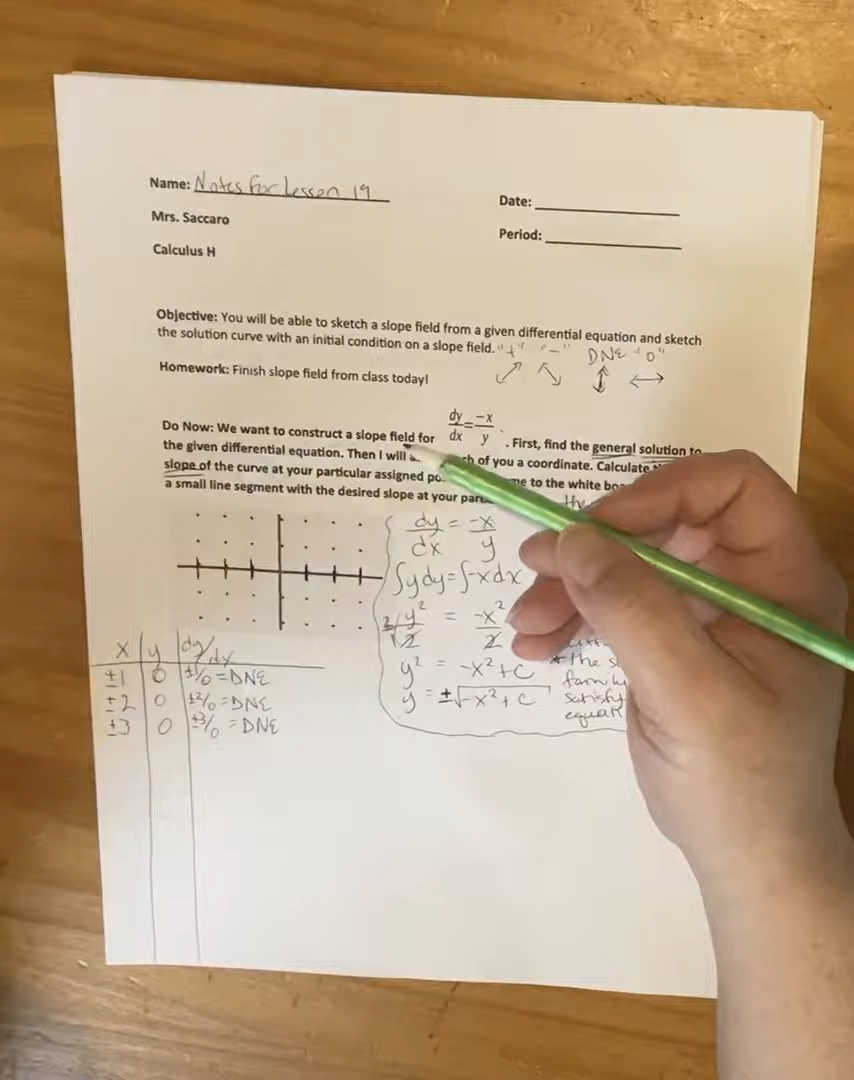 Name: Notes for Lesson 19
Date:
Mrs. Saccaro
Period:
Calculus H
Objective: You will be able to sketch a slope field from a given differential equation and sketch
the solution curve with an initial condition on a slope field. "+" "−" DNE "0"
Homework: Finish slope field from class today!
Do Now: We want to construct a slope field for dy/dx = -x/y. First, find the general solution to
the given differential equation. Then I will of you a coordinate. Calculate
slope of the curve at your particular assigned to the white
a small line segment with the desired slope at your
the
dy/dx = -x/y
∫y dy = ∫-x dx
y²/2 = -x²/2
y² = -x² + C
y = ±√-x² + C
* the
family
satisfy
x y dy/dx
±1 0 ±1/0 = DNE
±2 0 ±2/0 = DNE
±3 0 ±3/0 = DNE